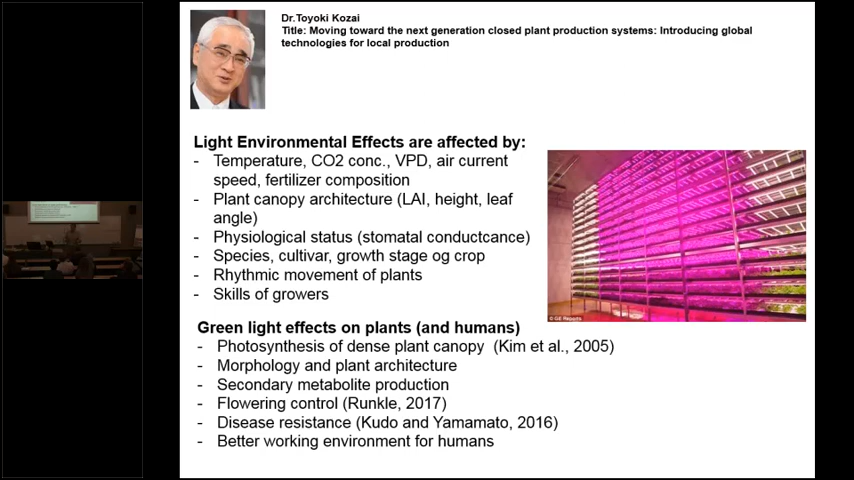 Dr.Toyoki Kozai
Title: Moving toward the next generation closed plant production systems: Introducing global
technologies for local production
Light Environmental Effects are affected by:
- Temperature, CO2 conc., VPD, air current
speed, fertilizer composition
- Plant canopy architecture (LAI, height, leaf
angle)
- Physiological status (stomatal conductcance)
- Species, cultivar, growth stage og crop
- Rhythmic movement of plants
- Skills of growers
© GE Reports
Green light effects on plants (and humans)
- Photosynthesis of dense plant canopy (Kim et al., 2005)
- Morphology and plant architecture
- Secondary metabolite production
- Flowering control (Runkle, 2017)
- Disease resistance (Kudo and Yamamato, 2016)
- Better working environment for humans